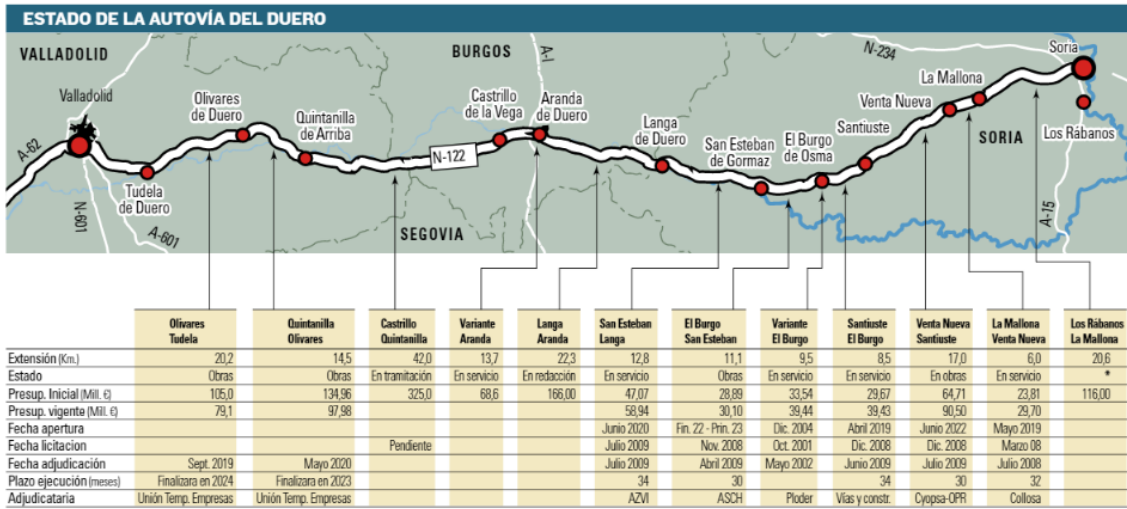 ESTADO DE LA AUTOVÍA DEL DUERO
VALLADOLID
BURGOS
A-1
N-234
Soria
Valladolid
Olivares
de Duero
Quintanilla
de Arriba
Castrillo
de la Vega
Aranda
de Duero
Langa
de Duero
San Esteban
de Gormaz
El Burgo
de Osma
Santiuste
Venta Nueva
La Mallona
SORIA
Los Rábanos
A-62
N-122
Tudela
de Duero
N-601
A-601
SEGOVIA
A-15
Olivares Tudela | Quintanilla Olivares | Castrillo Quintanilla | Variante Aranda | Langa Aranda | San Esteban Langa | El Burgo San Esteban | Variante El Burgo | Santiuste El Burgo | Venta Nueva Santiuste | La Mallona Venta Nueva | Los Rábanos La Mallona
Extensión (Km.) 20,2 14,5 42,0 13,7 22,3 12,8 11,1 9,5 8,5 17,0 6,0 20,6
Estado Obras Obras En tramitación En servicio En redacción En servicio Obras En servicio En servicio En obras En servicio *
Presup. Inicial (Mill. €) 105,0 134,96 325,0 68,6 166,00 47,07 28,89 33,54 29,67 64,71 23,81 116,00
Presup. vigente (Mill. €) 79,1 97,98 58,94 30,10 39,44 39,43 90,50 29,70
Fecha apertura Junio 2020 Fin. 22 - Prin. 23 Dic. 2004 Abril 2019 Junio 2022 Mayo 2019
Fecha licitacion Pendiente Julio 2009 Nov. 2008 Oct. 2001 Dic. 2008 Dic. 2008 Marzo 08
Fecha adjudicación Sept. 2019 Mayo 2020 Julio 2009 Abril 2009 Mayo 2002 Junio 2009 Julio 2009 Julio 2008
Plazo ejecución (meses) Finalizara en 2024 Finalizara en 2023 34 30 34 30 32
Adjudicataria Unión Temp. Empresas Unión Temp. Empresas AZVI ASCH Ploder Vías y constr. Cyopsa-OPR Collosa